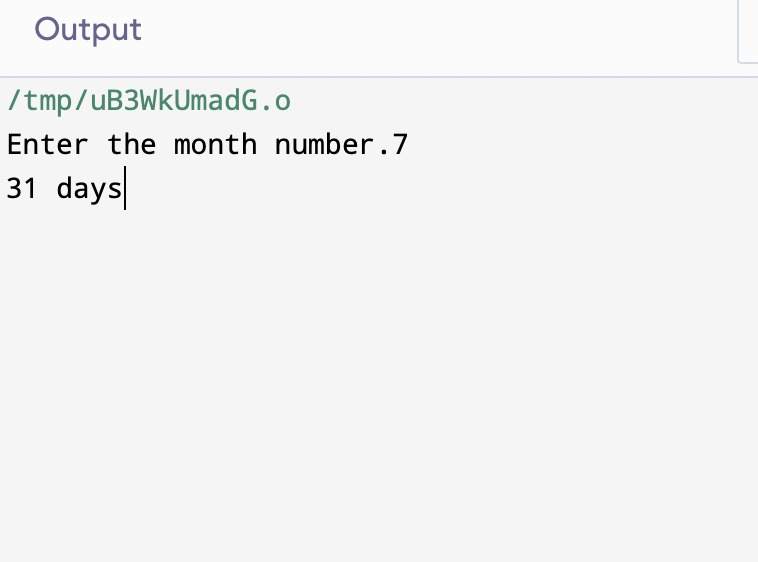 Output
/tmp/uB3WkUmadG.o
Enter the month number.7
31 days